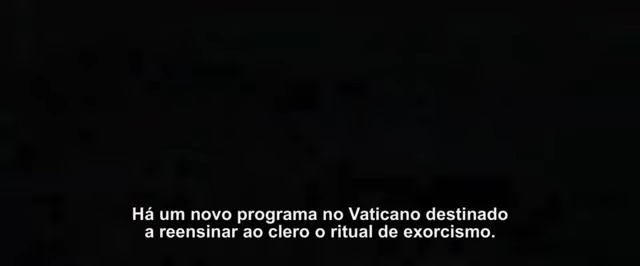 Há um novo programa no Vaticano destinado
a reensinar ao clero o ritual de exorcismo.